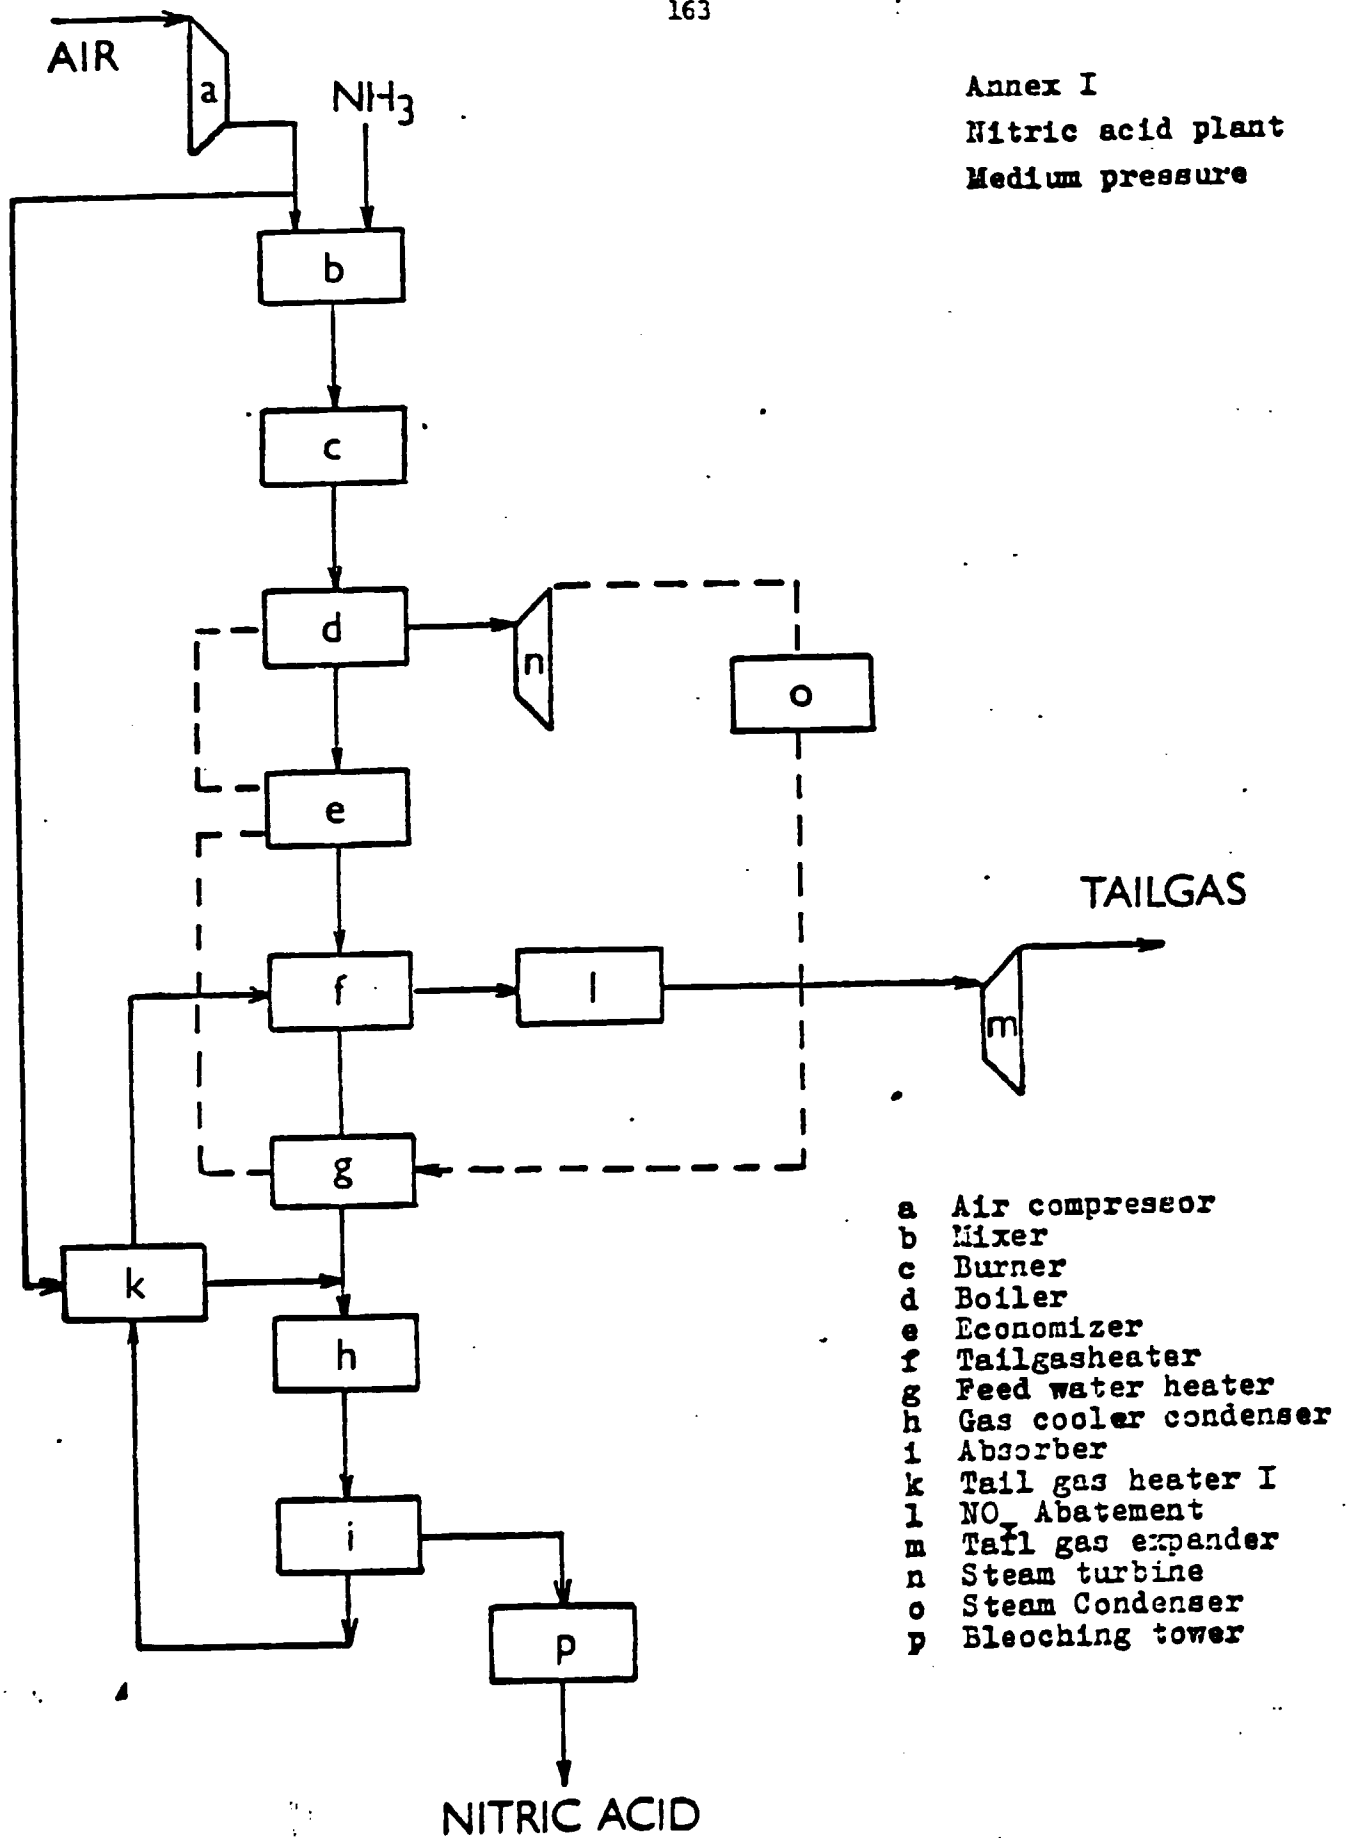 163
AIR
a
NH3
Annex I
Nitric acid plant
Medium pressure
b
c
d
n
o
e
TAILGAS
f
l
m
g
k
h
i
p
NITRIC ACID
a Air compressor
b Mixer
c Burner
d Boiler
e Economizer
f Tailgasheater
g Feed water heater
h Gas cooler condenser
i Absorber
k Tail gas heater I
l NOx Abatement
m Tail gas expander
n Steam turbine
o Steam Condenser
p Bleoching tower